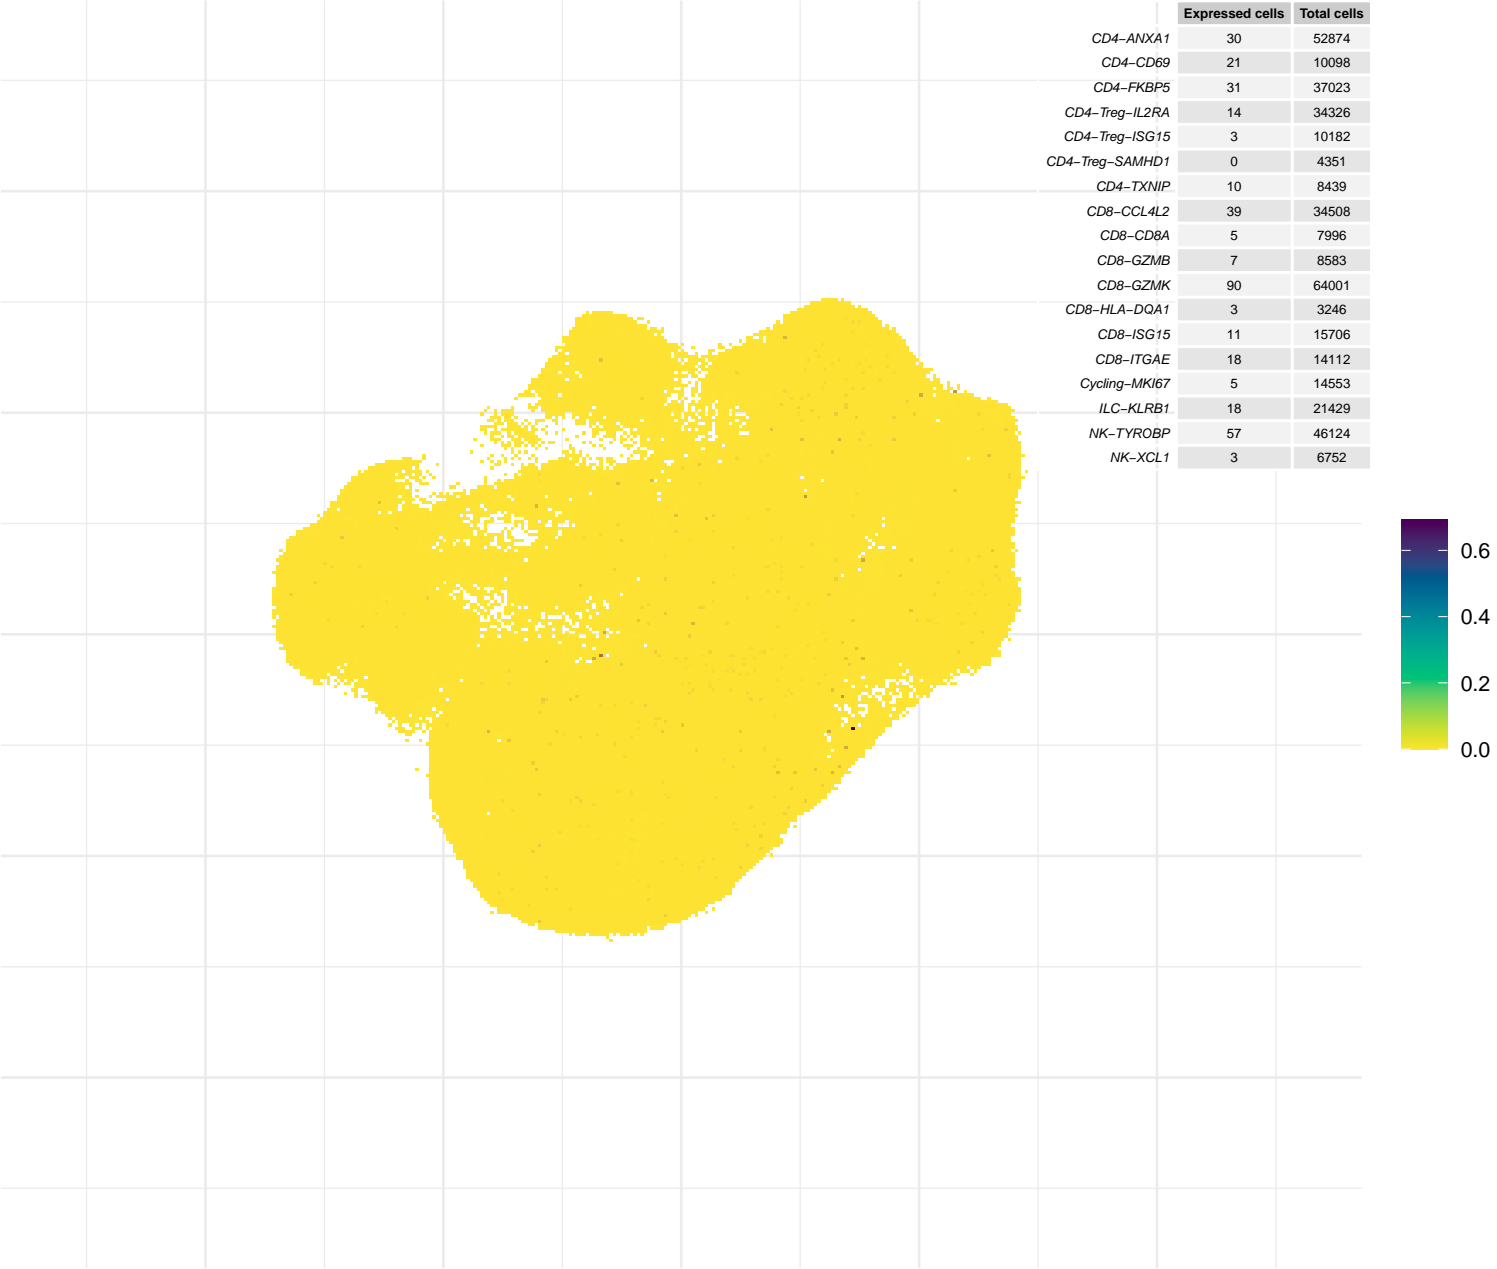 Expressed cells Total cells
CD4−ANXA1 30 52874
CD4−CD69 21 10098
CD4−FKBP5 31 37023
CD4−Treg−IL2RA 14 34326
CD4−Treg−ISG15 3 10182
CD4−Treg−SAMHD1 0 4351
CD4−TXNIP 10 8439
CD8−CCL4L2 39 34508
CD8−CD8A 5 7996
CD8−GZMB 7 8583
CD8−GZMK 90 64001
CD8−HLA−DQA1 3 3246
CD8−ISG15 11 15706
CD8−ITGAE 18 14112
Cycling−MKI67 5 14553
ILC−KLRB1 18 21429
NK−TYROBP 57 46124
NK−XCL1 3 6752
0.6
0.4
0.2
0.0